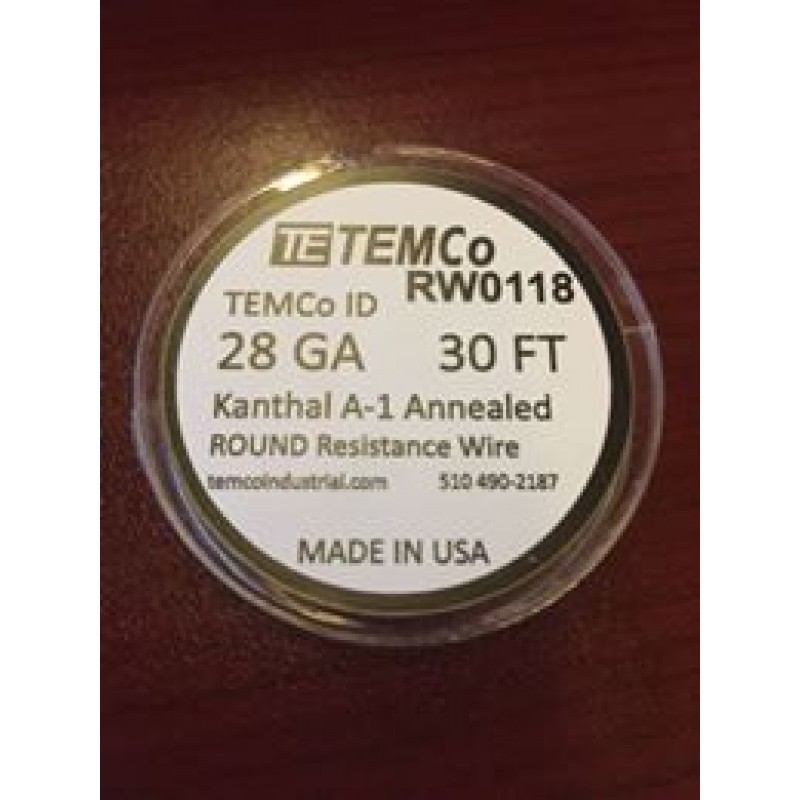 TE TEMCo
TEMCo ID RW0118
28 GA 30 FT
Kanthal A-1 Annealed
ROUND Resistance Wire
temcoindustrial.com 510 490-2187
MADE IN USA